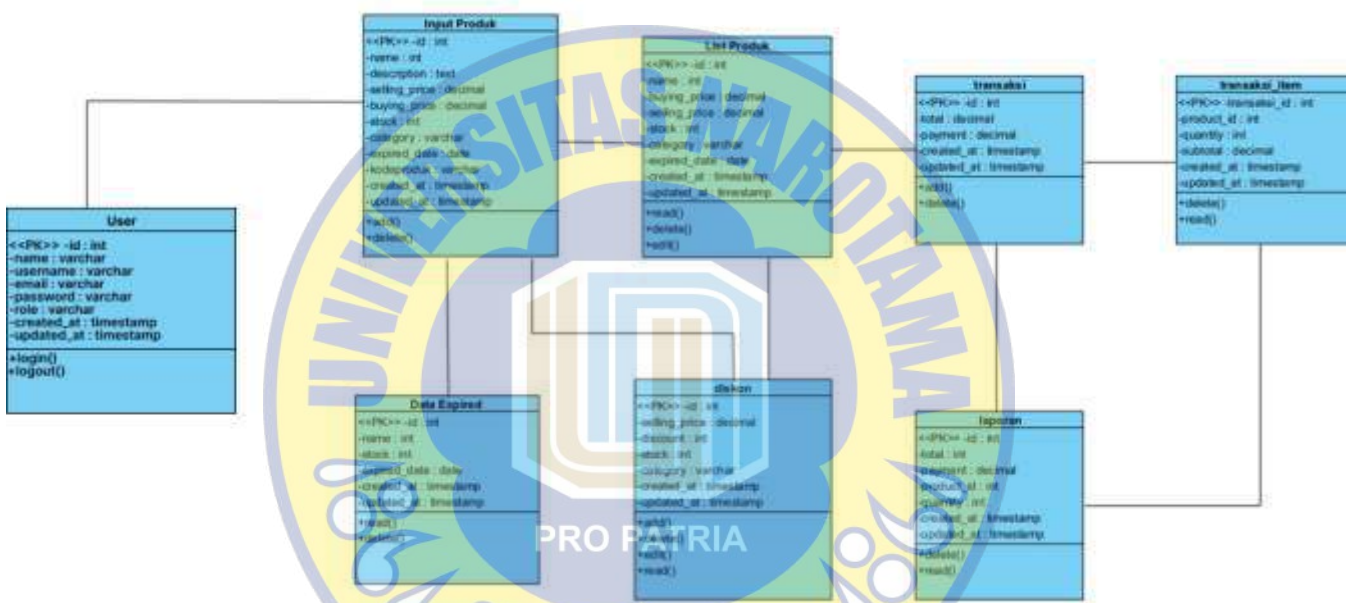 Input Produk
<<PK>> -id : int
-name : int
-description : text
-selling_price : decimal
-buying_price : decimal
-stock : int
-category : varchar
-expired_date : date
-kodeproduk : varchar
-created_at : timestamp
-updated_at : timestamp
+add()
+delete()
List Produk
<<PK>> -id : int
-name : int
-buying_price : decimal
-selling_price : decimal
-stock : int
-category : varchar
-expired_date : date
-created_at : timestamp
-updated_at : timestamp
+read()
+delete()
+edit()
transaksi
<<PK>> -id : int
-total : decimal
-payment : decimal
-created_at : timestamp
-updated_at : timestamp
+add()
+delete()
transaksi_item
<<PK>> -transaksi_id : int
-product_id : int
-quantity : int
-subtotal : decimal
-created_at : timestamp
-updated_at : timestamp
+delete()
+read()
User
<<PK>> -id : int
-name : varchar
-username : varchar
-email : varchar
-password : varchar
-role : varchar
-created_at : timestamp
-updated_at : timestamp
+login()
+logout()
Data Expired
<<PK>> -id : int
-name : int
-stock : int
-expired_date : date
-created_at : timestamp
-updated_at : timestamp
+read()
+delete()
diskon
<<PK>> -id : int
-selling_price : decimal
-discount : int
-stock : int
-category : varchar
-created_at : timestamp
-updated_at : timestamp
+add()
+delete()
+edit()
+read()
laporan
<<PK>> -id : int
-total : int
-payment : decimal
-product_id : int
-quantity : int
-created_at : timestamp
-updated_at : timestamp
+delete()
+read()
UNIVERSITAS NAROTAMA
PRO PATRIA